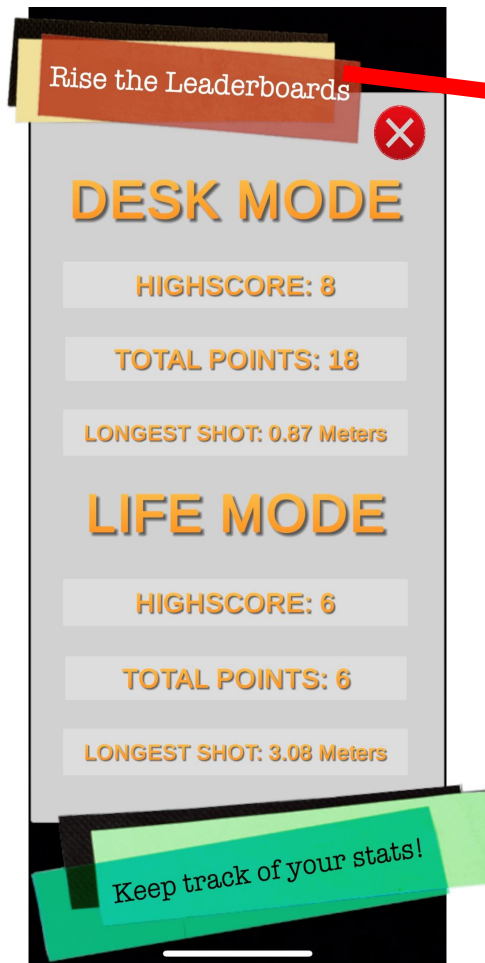 Rise the Leaderboards
DESK MODE
HIGHSCORE: 8
TOTAL POINTS: 18
LONGEST SHOT: 0.87 Meters
LIFE MODE
HIGHSCORE: 6
TOTAL POINTS: 6
LONGEST SHOT: 3.08 Meters
Keep track of your stats!